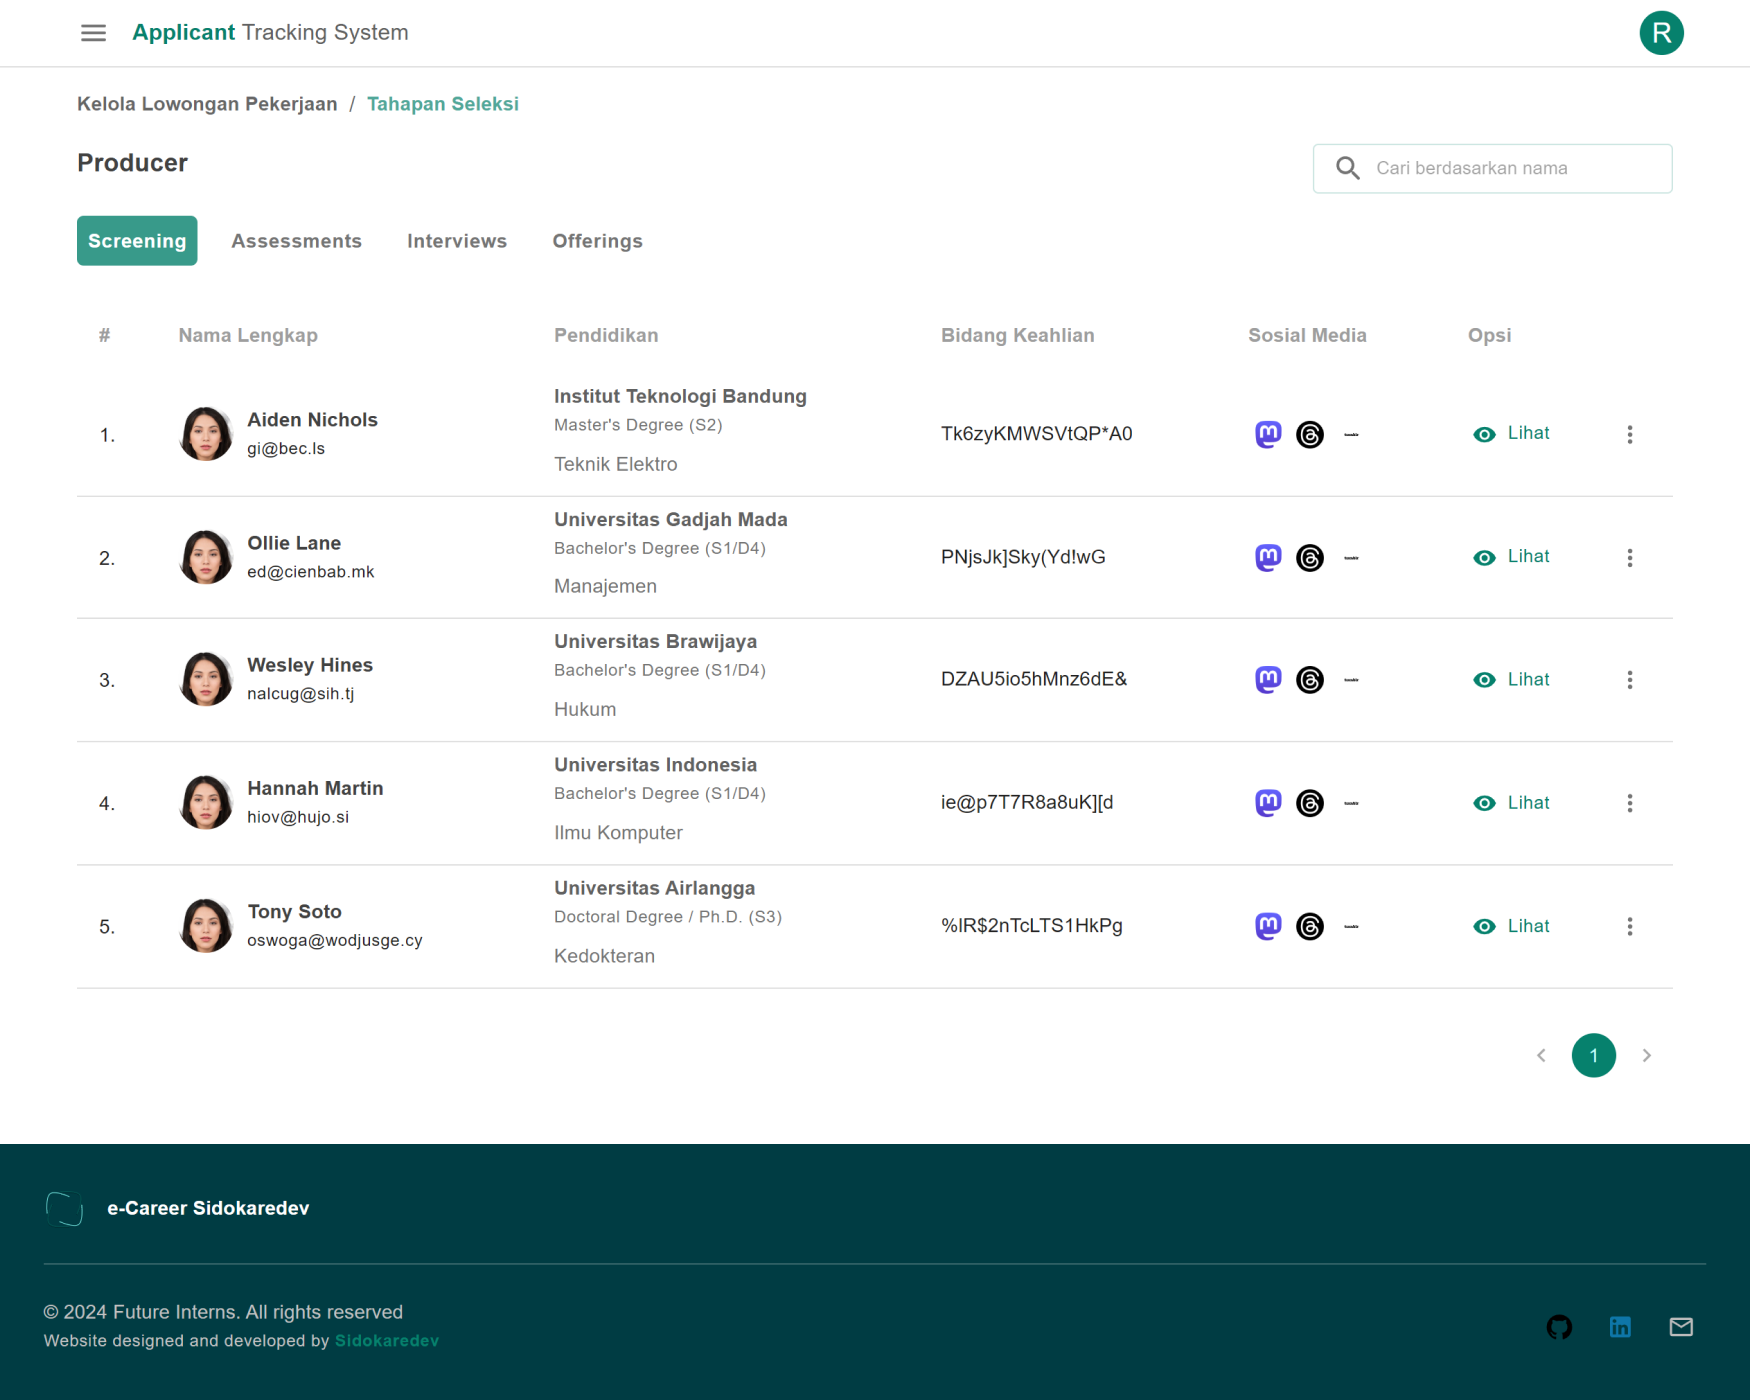 Applicant Tracking System
R
Kelola Lowongan Pekerjaan / Tahapan Seleksi
Producer
Cari berdasarkan nama
Screening Assessments Interviews Offerings
# Nama Lengkap Pendidikan Bidang Keahlian Sosial Media Opsi
1. Aiden Nichols
gi@bec.ls
Institut Teknologi Bandung
Master's Degree (S2)
Teknik Elektro
Tk6zyKMWSVtQP*A0
Lihat
2. Ollie Lane
ed@cienbab.mk
Universitas Gadjah Mada
Bachelor's Degree (S1/D4)
Manajemen
PNjsJk]Sky(Yd!wG
Lihat
3. Wesley Hines
nalcug@sih.tj
Universitas Brawijaya
Bachelor's Degree (S1/D4)
Hukum
DZAU5io5hMnz6dE&
Lihat
4. Hannah Martin
hiov@hujo.si
Universitas Indonesia
Bachelor's Degree (S1/D4)
Ilmu Komputer
ie@p7T7R8a8uK][d
Lihat
5. Tony Soto
oswoga@wodjusge.cy
Universitas Airlangga
Doctoral Degree / Ph.D. (S3)
Kedokteran
%IR$2nTcLTS1HkPg
Lihat
1
e-Career Sidokaredev
© 2024 Future Interns. All rights reserved
Website designed and developed by Sidokaredev